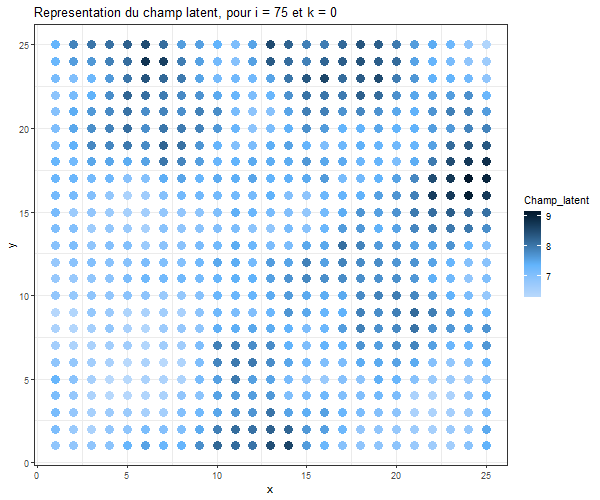 Representation du champ latent, pour i = 75 et k = 0
25
20
15
10
5
0
y
0 5 10 15 20 25
x
Champ_latent
9
8
7